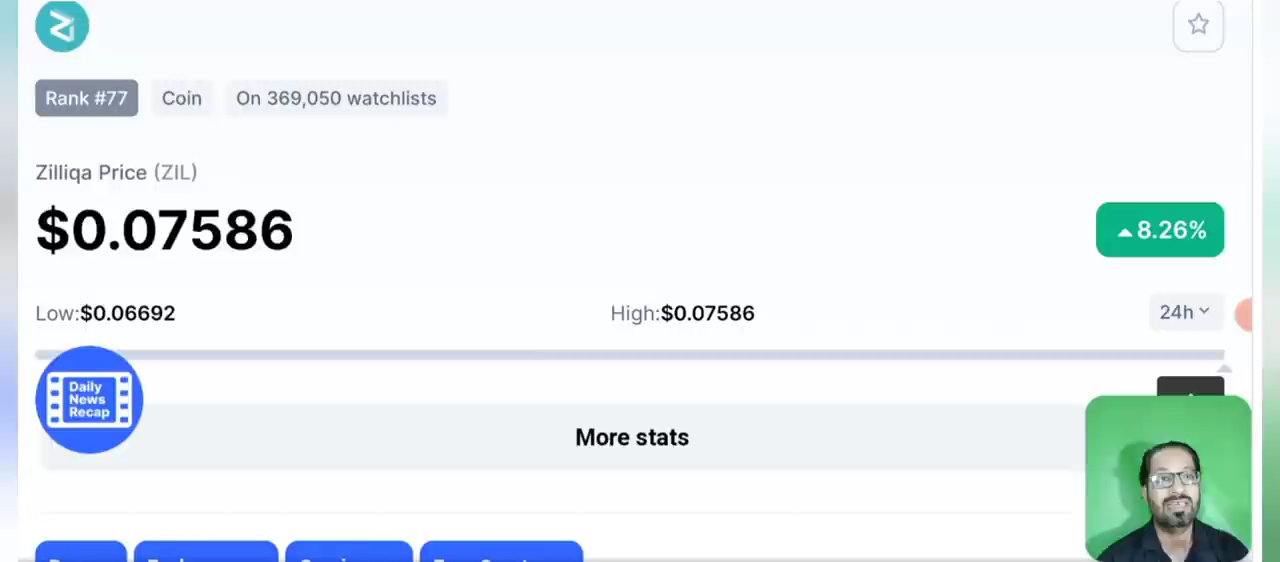 Rank #77 Coin On 369,050 watchlists
Zilliqa Price (ZIL)
$0.07586
8.26%
Low:$0.06692 High:$0.07586 24h
Daily
News
Recap
More stats